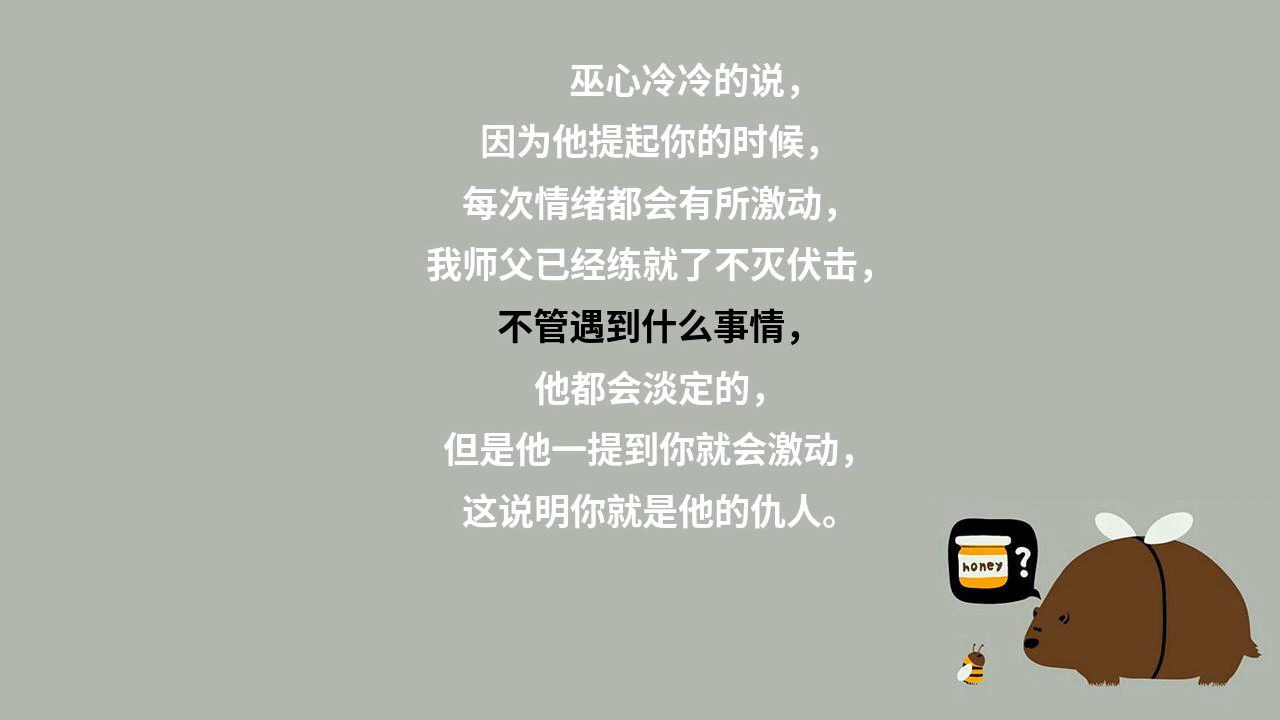 巫心冷冷的说，
因为他提起你的时候，
每次情绪都会有所激动，
我师父已经练就了不灭伏击，
不管遇到什么事情，
他都会淡定的，
但是他一提到你就会激动，
这说明你就是他的仇人。
honey
?